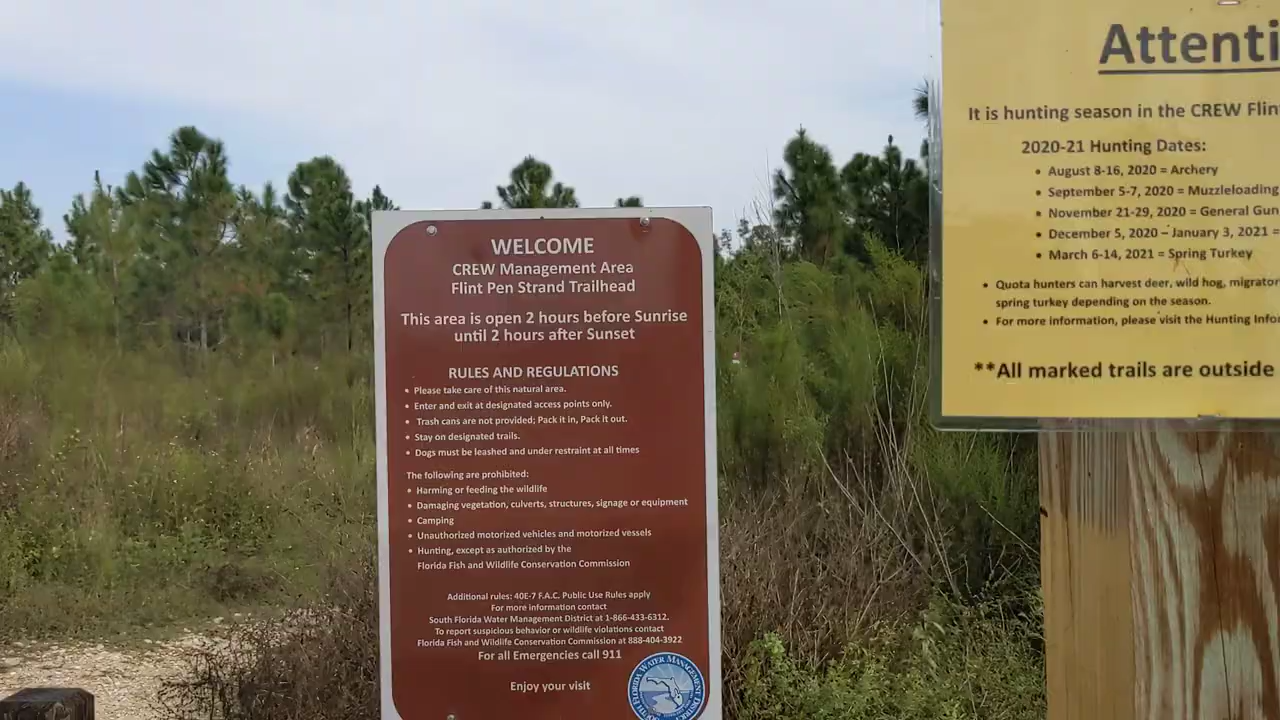 WELCOME
CREW Management Area
Flint Pen Strand Trailhead
This area is open 2 hours before Sunrise
until 2 hours after Sunset
RULES AND REGULATIONS
• Please take care of this natural area.
• Enter and exit at designated access points only.
• Trash cans are not provided; Pack it in, Pack it out.
• Stay on designated trails.
• Dogs must be leashed and under restraint at all times
The following are prohibited:
• Harming or feeding the wildlife
• Damaging vegetation, culverts, structures, signage or equipment
• Camping
• Unauthorized motorized vehicles and motorized vessels
• Hunting, except as authorized by the
Florida Fish and Wildlife Conservation Commission
Additional rules: 40E-7 F.A.C. Public Use Rules apply
For more information contact
South Florida Water Management District at 1-866-433-6312.
To report suspicious behavior or wildlife violations contact
Florida Fish and Wildlife Conservation Commission at 888-404-3922
For all Emergencies call 911
Enjoy your visit
SOUTH FLORIDA WATER MANAGEMENT DISTRICT
Attenti
It is hunting season in the CREW Flin
2020-21 Hunting Dates:
• August 8-16, 2020 = Archery
• September 5-7, 2020 = Muzzleloading
• November 21-29, 2020 = General Gun
• December 5, 2020 – January 3, 2021 =
• March 6-14, 2021 = Spring Turkey
• Quota hunters can harvest deer, wild hog, migrator
spring turkey depending on the season.
• For more information, please visit the Hunting Infor
**All marked trails are outside